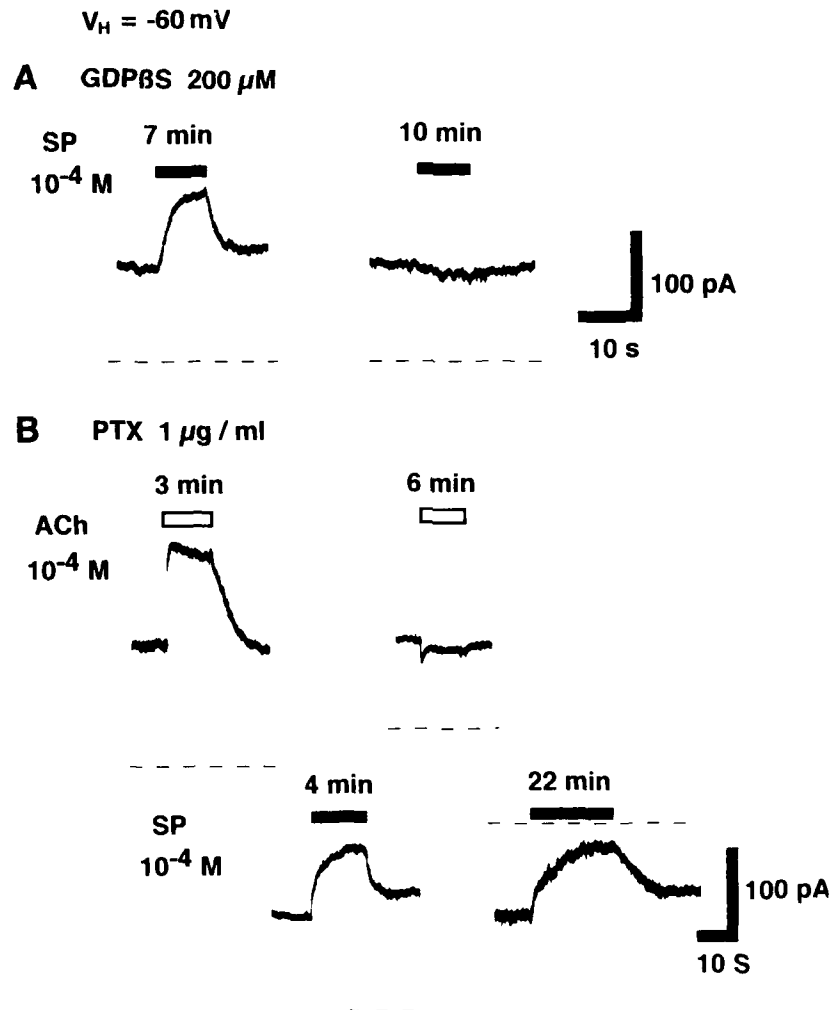 V_H = -60 mV
A GDPßS 200 µM
SP
10⁻⁴ M
7 min
10 min
100 pA
10 s
B PTX 1 µg / ml
3 min
6 min
ACh
10⁻⁴ M
4 min
22 min
SP
10⁻⁴ M
100 pA
10 S